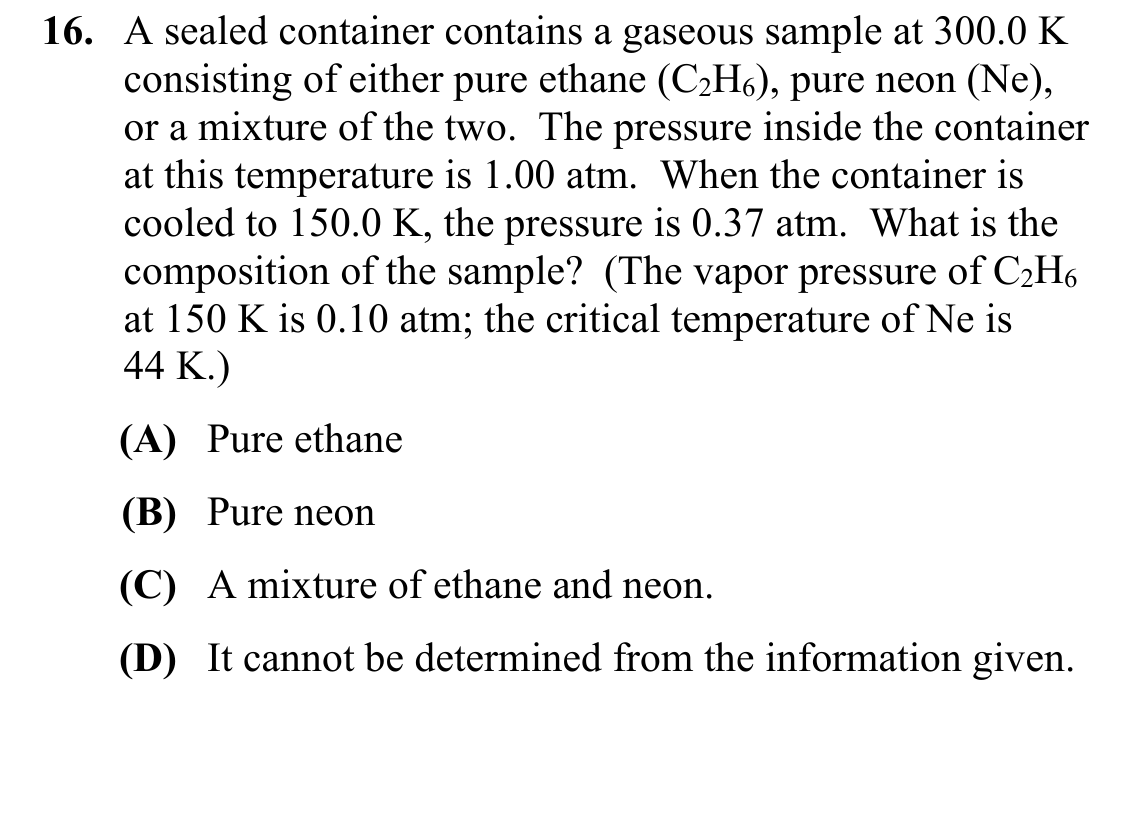 16. A sealed container contains a gaseous sample at 300.0 K
consisting of either pure ethane (C₂H₆), pure neon (Ne),
or a mixture of the two. The pressure inside the container
at this temperature is 1.00 atm. When the container is
cooled to 150.0 K, the pressure is 0.37 atm. What is the
composition of the sample? (The vapor pressure of C₂H₆
at 150 K is 0.10 atm; the critical temperature of Ne is
44 K.)
(A) Pure ethane
(B) Pure neon
(C) A mixture of ethane and neon.
(D) It cannot be determined from the information given.